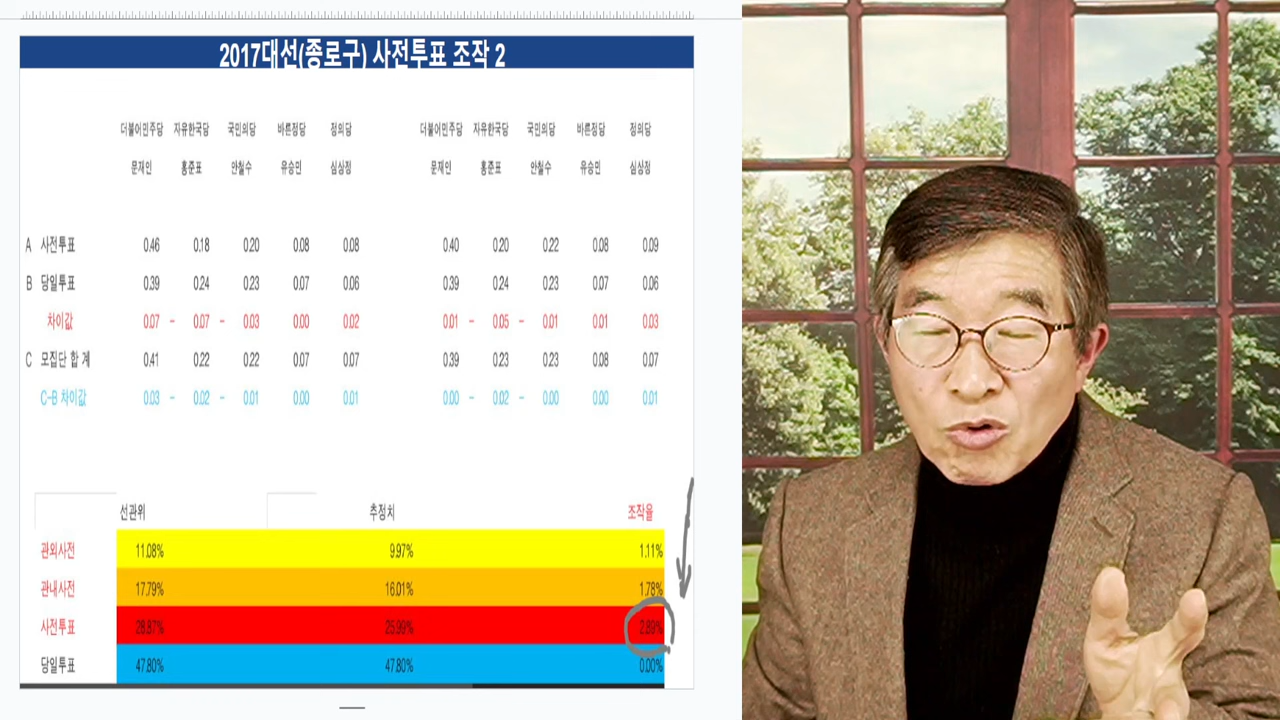 2017대선(종로구) 사전투표 조작 2
더불어민주당 자유한국당 국민의당 바른정당 정의당 더불어민주당 자유한국당 국민의당 바른정당 정의당
문재인 홍준표 안철수 유승민 심상정 문재인 홍준표 안철수 유승민 심상정
A 사전투표 0.46 0.18 0.20 0.08 0.08 0.40 0.20 0.22 0.08 0.09
B 당일투표 0.39 0.24 0.23 0.07 0.06 0.39 0.24 0.23 0.07 0.06
차이값 0.07 - 0.07 - 0.03 0.00 0.02 0.01 - 0.05 - 0.01 0.01 0.03
C 모집단 합 계 0.41 0.22 0.22 0.07 0.07 0.39 0.23 0.23 0.08 0.07
C-B 차이값 0.03 - 0.02 - 0.01 0.00 0.01 0.00 - 0.02 - 0.00 0.00 0.01
선관위 추정치 조작율
관외사전 11.08% 9.97% 1.11%
관내사전 17.79% 16.01% 1.78%
사전투표 28.87% 25.99% 2.89%
당일투표 47.80% 47.80% 0.00%